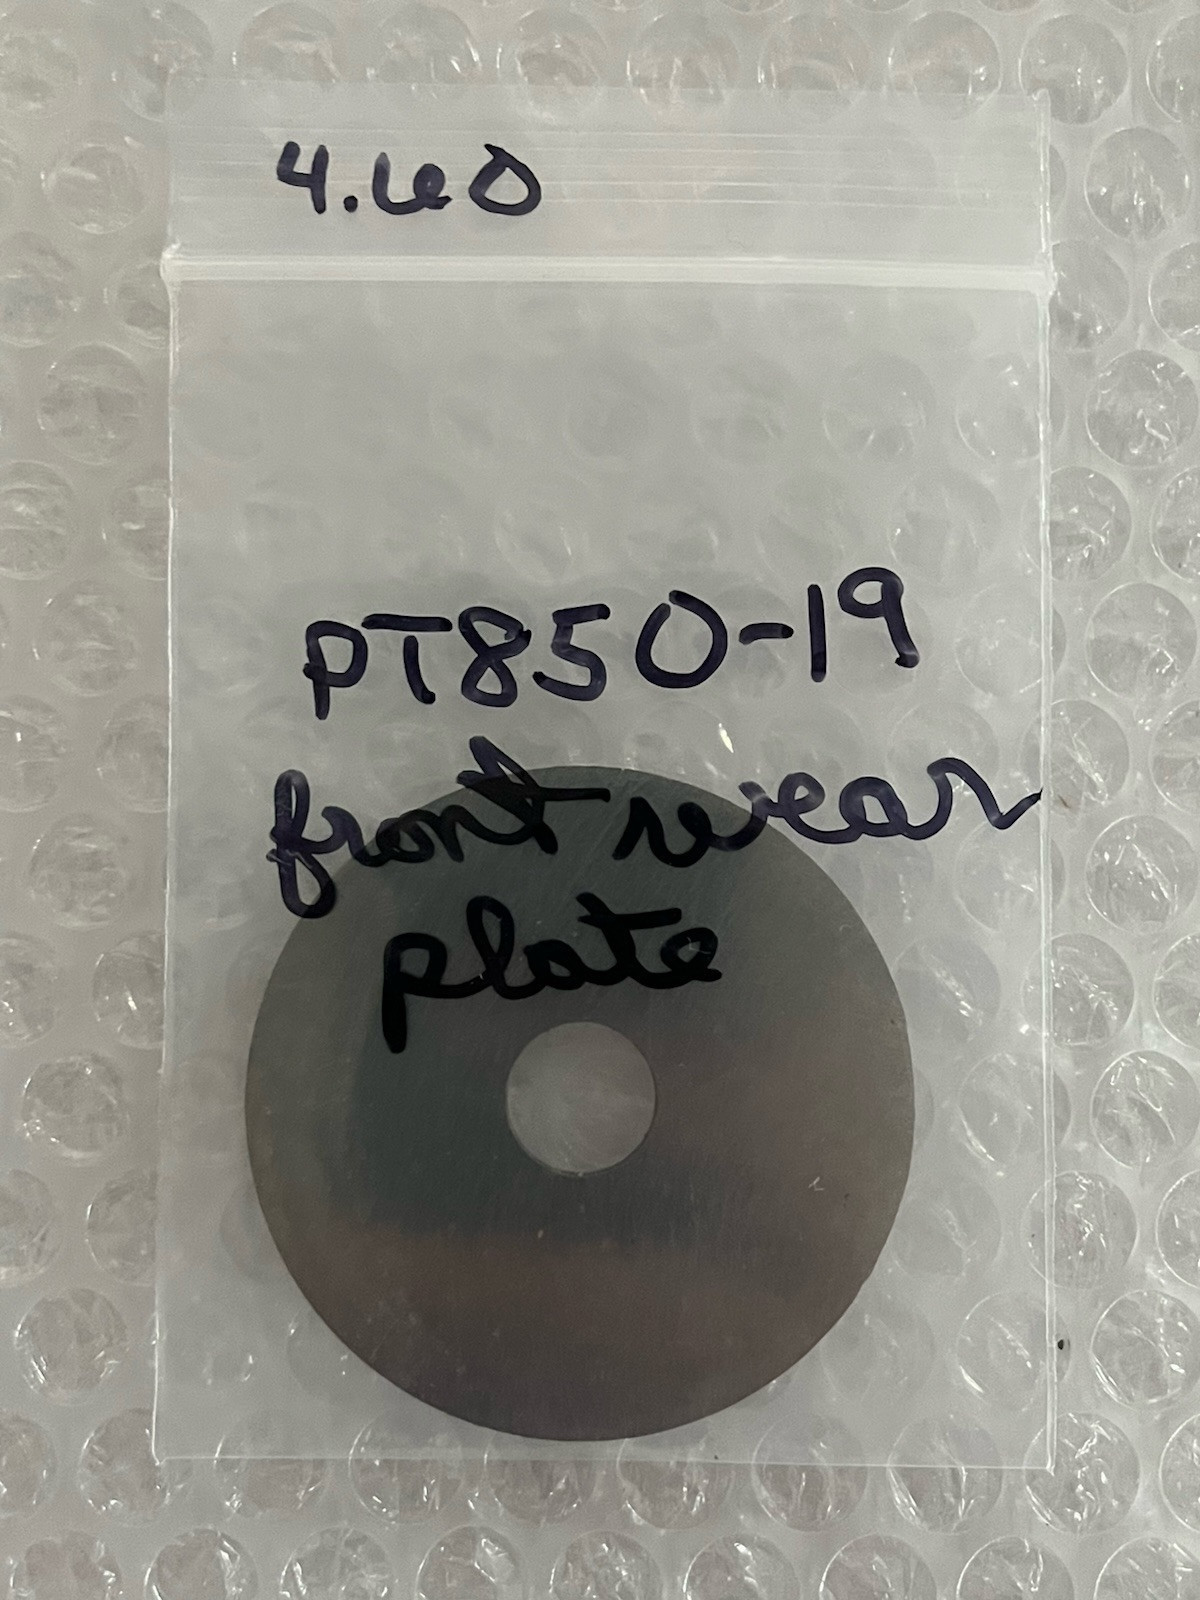 4.60
PT850-19
front wear
plate